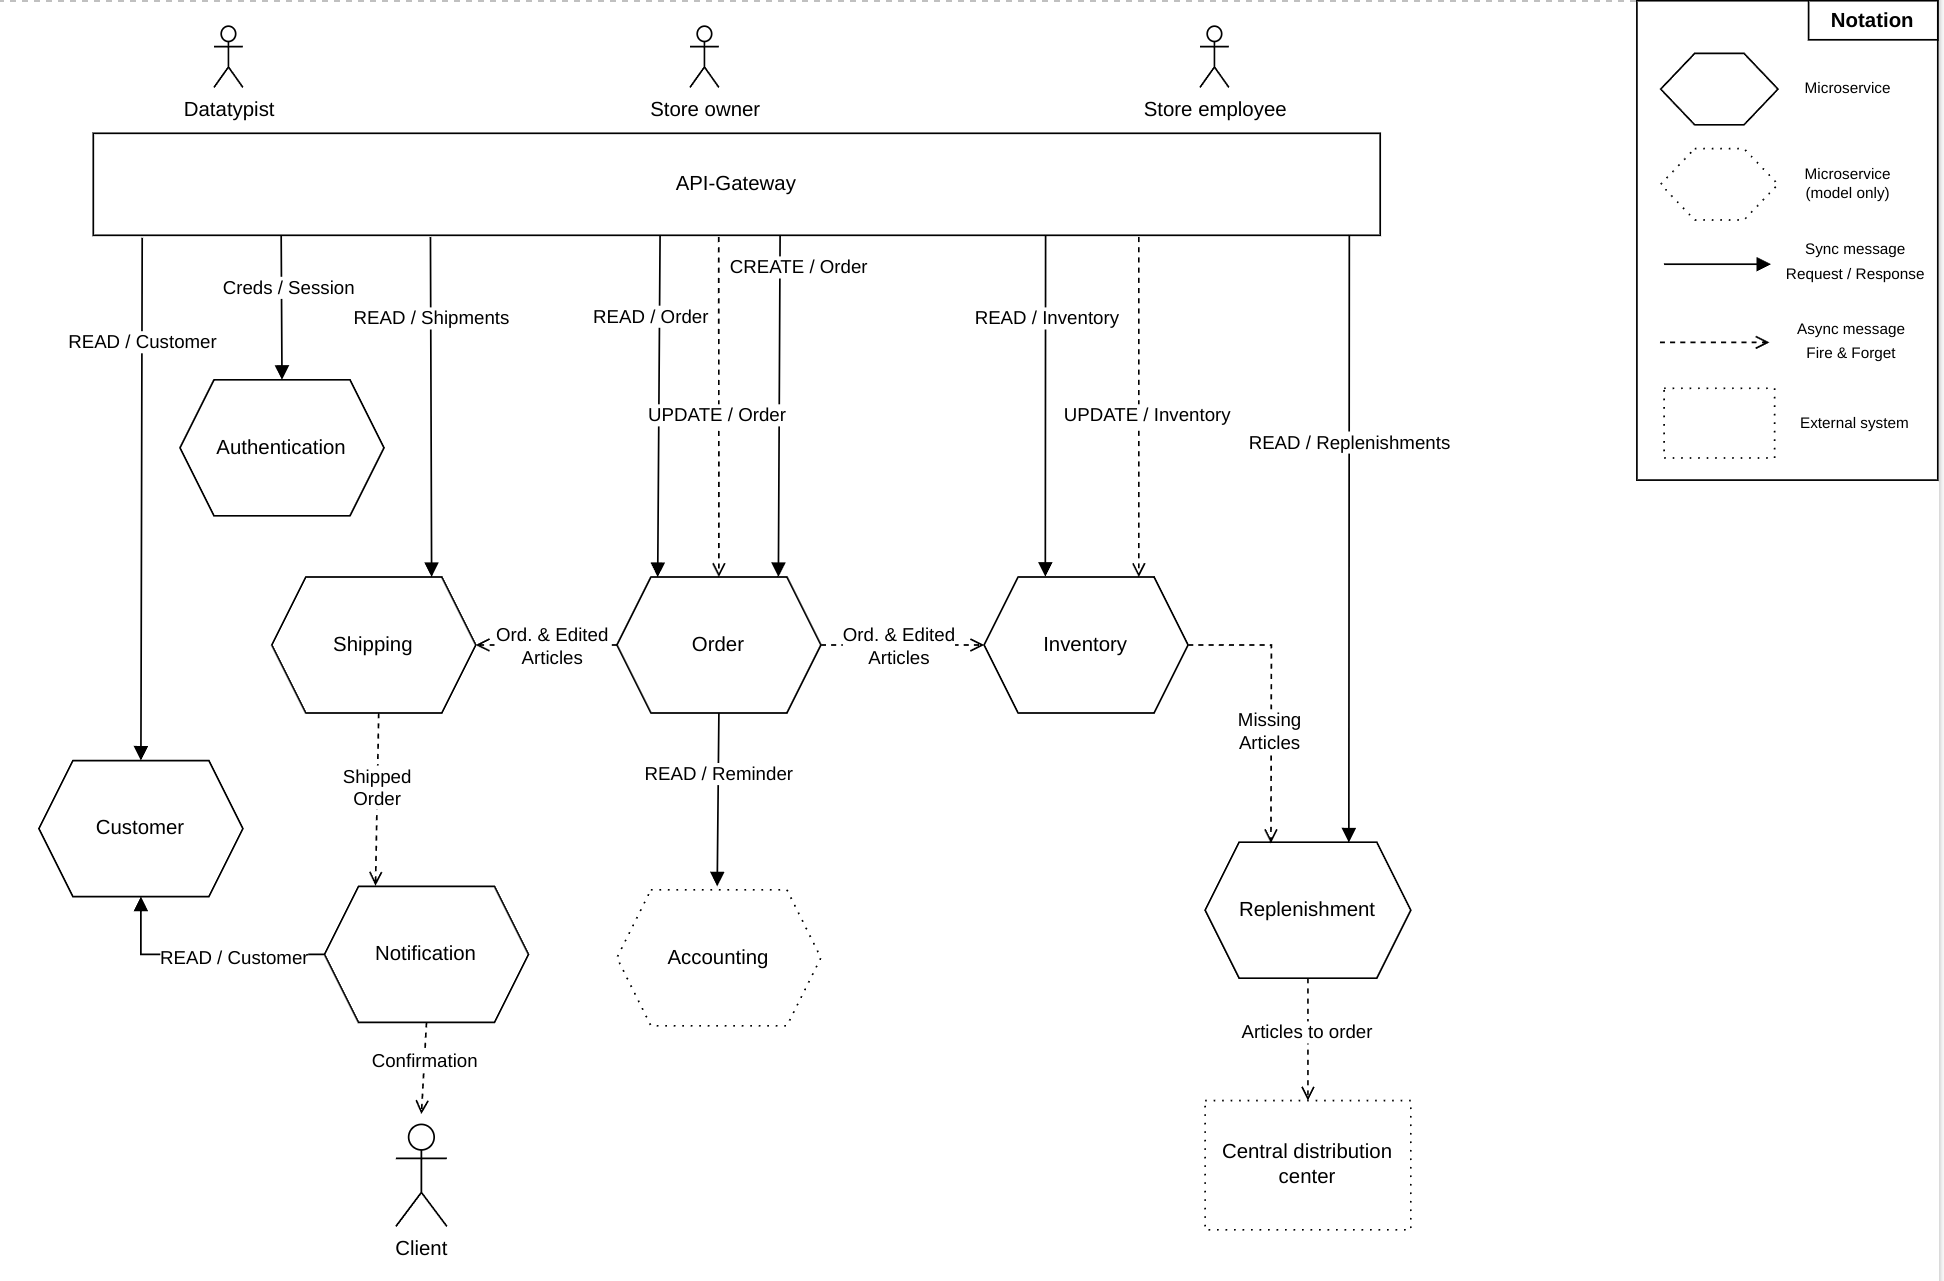 Notation
Datatypist
Store owner
Store employee
Microservice
API-Gateway
Microservice
(model only)
Sync message
Request / Response
Async message
Fire & Forget
External system
CREATE / Order
Creds / Session
READ / Shipments
READ / Order
READ / Inventory
READ / Customer
UPDATE / Order
UPDATE / Inventory
READ / Replenishments
Authentication
Shipping
Ord. & Edited
Articles
Order
Ord. & Edited
Articles
Inventory
Missing
Articles
Shipped
Order
READ / Reminder
Customer
Replenishment
READ / Customer
Notification
Accounting
Articles to order
Confirmation
Central distribution
center
Client